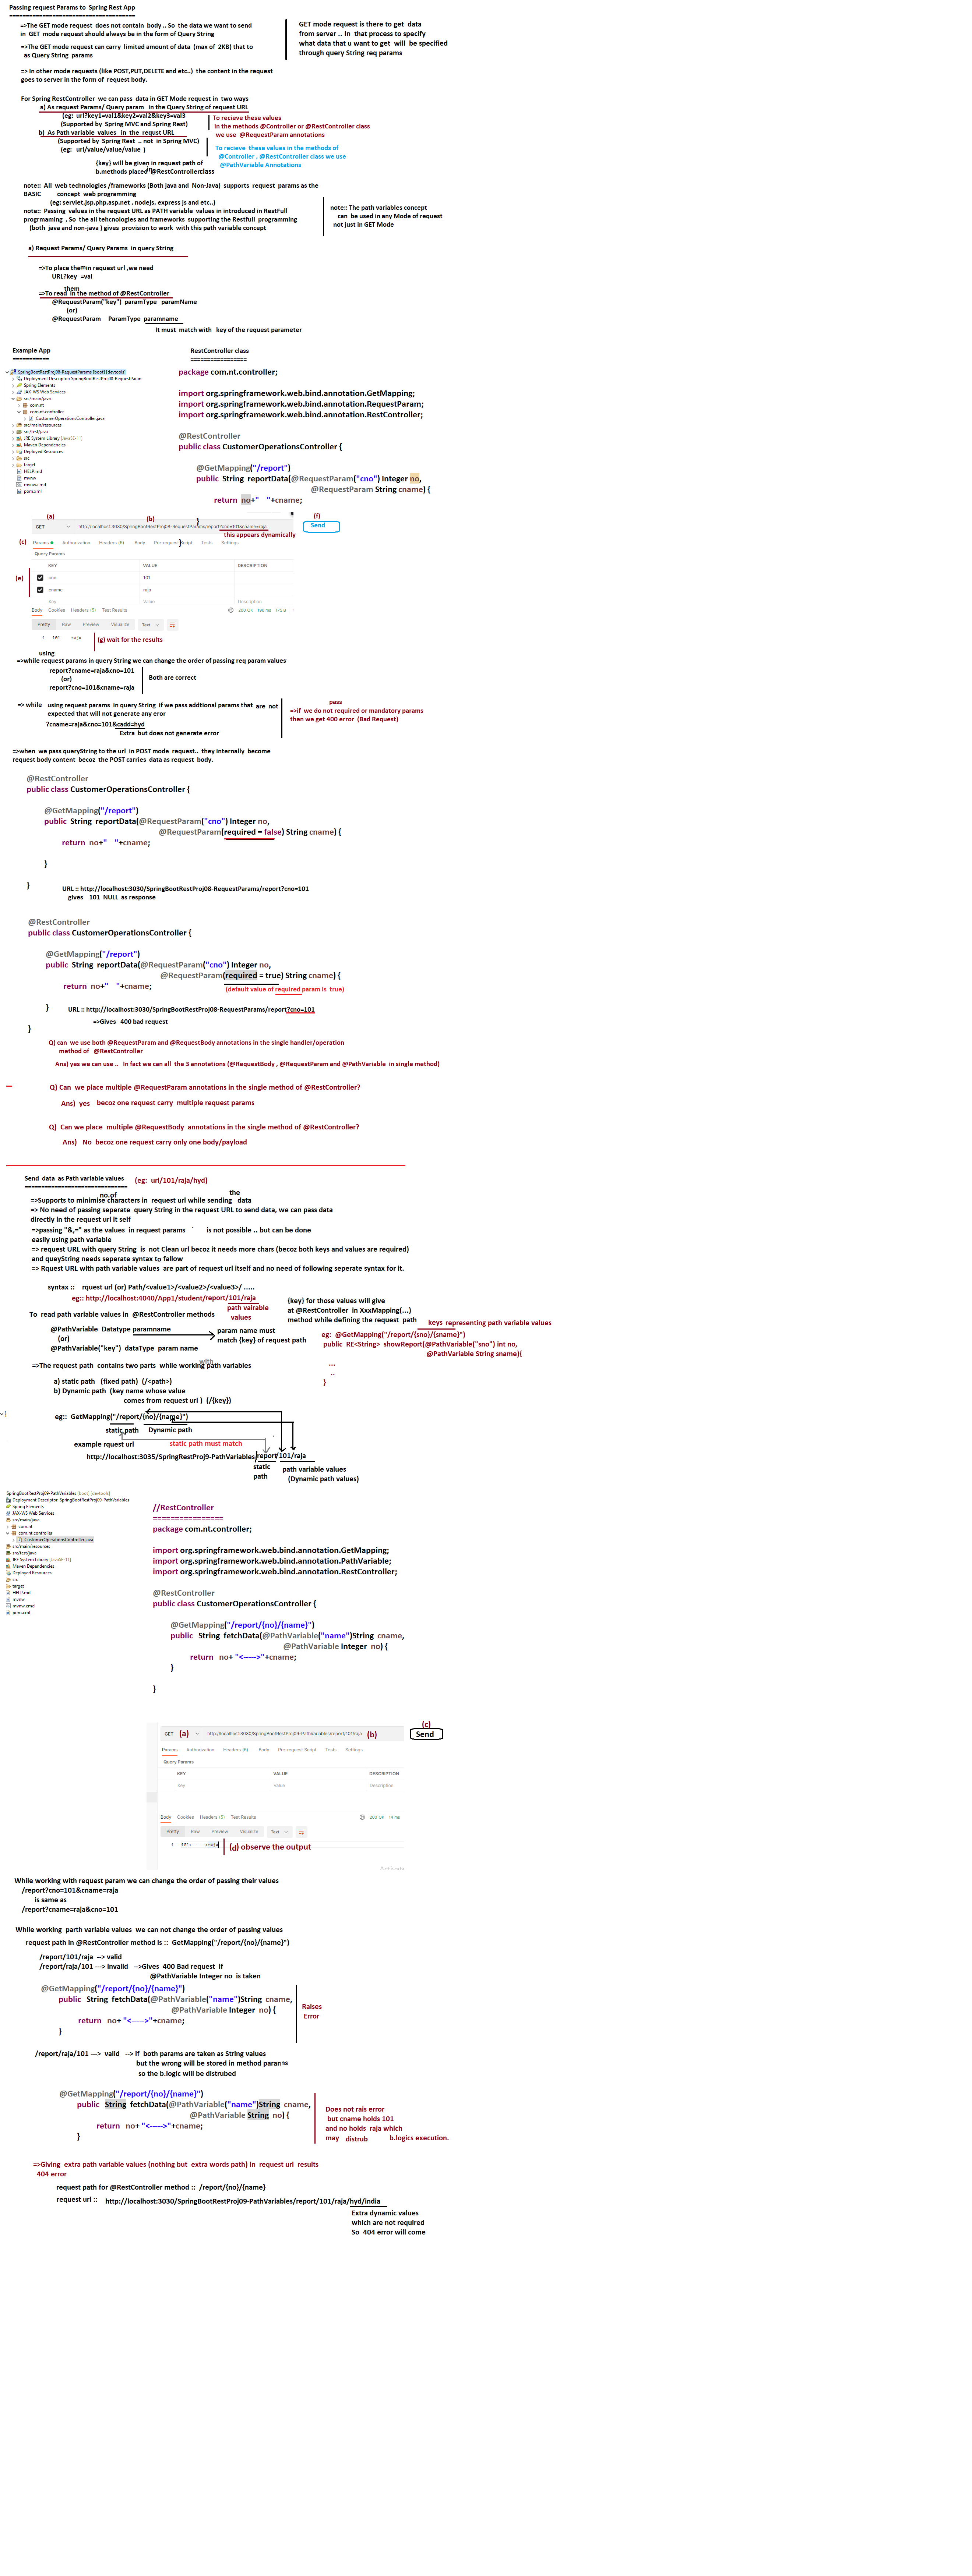 Passing request Params to Spring Rest App
=====================================
=>The GET mode request does not contain body .. So the data we want to send
in GET mode request should always be in the form of Query String
=>The GET mode request can carry limited amount of data (max of 2KB) that to
as Query String params
GET mode request is there to get data
from server .. In that process to specify
what data that u want to get will be specified
through query String req params
=> In other mode requests (like POST,PUT,DELETE and etc..) the content in the request
goes to server in the form of request body.
For Spring RestController we can pass data in GET Mode request in two ways
a) As request Params/ Query param in the Query String of request URL
(eg: url?key1=val1&key2=val2&key3=val3
(Supported by Spring MVC and Spring Rest)
To recieve these values
in the methods @Controller or @RestController class
we use @RequestParam annotations
b) As Path variable values in the requst URL
(Supported by Spring Rest .. not in Spring MVC)
(eg: url/value/value/value )
To recieve these values in the methods of
@Controller , @RestController class we use
@PathVariable Annotations
{key} will be given in request path of
b.methods placed in @RestControllerclass
note:: All web technologies /frameworks (Both java and Non-Java) supports request params as the
BASIC concept web programming
(eg: servlet,jsp,php,asp.net , nodejs, express js and etc..)
note:: Passing values in the request URL as PATH variable values in introduced in RestFull
progrmaming , So the all tehcnologies and frameworks supporting the Restfull programming
(both java and non-java ) gives provision to work with this path variable concept
note:: The path variables concept
can be used in any Mode of request
not just in GET Mode
a) Request Params/ Query Params in query String
=>To place them in request url ,we need
URL?key =val
them
=>To read in the method of @RestController
@RequestParam("key") paramType paramName
(or)
@RequestParam ParamType paramname
It must match with key of the request parameter
Example App
===========
SpringBootRestProj08-RequestParams [boot] [devtools]
Deployment Descriptor: SpringBootRestProj08-RequestParam
Spring Elements
JAX-WS Web Services
src/main/java
com.nt
com.nt.controller
CustomerOperationsController.java
src/main/resources
src/test/java
JRE System Library [JavaSE-11]
Maven Dependencies
Deployed Resources
src
target
HELP.md
mvnw
mvnw.cmd
pom.xml
RestController class
=================
package com.nt.controller;
import org.springframework.web.bind.annotation.GetMapping;
import org.springframework.web.bind.annotation.RequestParam;
import org.springframework.web.bind.annotation.RestController;
@RestController
public class CustomerOperationsController {
@GetMapping("/report")
public String reportData(@RequestParam("cno") Integer no,
@RequestParam String cname) {
return no+" "+cname;
}
}
(a)
(b)
(f)
GET http://localhost:3030/SpringBootRestProj08-RequestParams/report?cno=101&cname=raja
Send
this appears dynamically
(c) Params Authorization Headers (6) Body Pre-request Script Tests Settings
Query Params
KEY VALUE DESCRIPTION
(e)
cno 101
cname raja
Key Value Description
Body Cookies Headers (5) Test Results 200 OK 190 ms 175 B
Pretty Raw Preview Visualize Text
1 101 raja
(g) wait for the results
using
=>while request params in query String we can change the order of passing req param values
report?cname=raja&cno=101
(or)
report?cno=101&cname=raja
Both are correct
=> while using request params in query String if we pass addtional params that are not
expected that will not generate any eror
?cname=raja&cno=101&cadd=hyd
Extra but does not generate error
pass
=>if we do not required or mandatory params
then we get 400 error (Bad Request)
=>when we pass queryString to the url in POST mode request.. they internally become
request body content becoz the POST carries data as request body.
@RestController
public class CustomerOperationsController {
@GetMapping("/report")
public String reportData(@RequestParam("cno") Integer no,
@RequestParam(required = false) String cname) {
return no+" "+cname;
}
}
URL :: http://localhost:3030/SpringBootRestProj08-RequestParams/report?cno=101
gives 101 NULL as response
@RestController
public class CustomerOperationsController {
@GetMapping("/report")
public String reportData(@RequestParam("cno") Integer no,
@RequestParam(required = true) String cname) {
return no+" "+cname;
(default value of required param is true)
}
URL :: http://localhost:3030/SpringBootRestProj08-RequestParams/report?cno=101
=>Gives 400 bad request
}
Q) can we use both @RequestParam and @RequestBody annotations in the single handler/operation
method of @RestController
Ans) yes we can use .. In fact we can all the 3 annotations (@RequestBody , @RequestParam and @PathVariable in single method)
Q) Can we place multiple @RequestParam annotations in the single method of @RestController?
Ans) yes becoz one request carry multiple request params
Q) Can we place multiple @RequestBody annotations in the single method of @RestController?
Ans) No becoz one request carry only one body/payload
Send data as Path variable values (eg: url/101/raja/hyd)
==============================
no.of
the
=>Supports to minimise characters in request url while sending data
=> No need of passing seperate query String in the request URL to send data, we can pass data
directly in the request url it self
=>passing "&,=" as the values in request params is not possible .. but can be done
easily using path variable
=> request URL with query String is not Clean url becoz it needs more chars (becoz both keys and values are required)
and queyString needs seperate syntax to fallow
=> Rquest URL with path variable values are part of request url itself and no need of following seperate syntax for it.
syntax :: rquest url (or) Path/<value1>/<value2>/<value3>/ .....
eg:: http://localhost:4040/App1/student/report/101/raja
path vairable
values
{key} for those values will give
at @RestController in XxxMapping(...)
method while defining the request path
keys representing path variable values
To read path variable values in @RestController methods
@PathVariable Datatype paramname
(or)
@PathVariable("key") dataType param name
param name must
match {key} of request path
eg: @GetMapping("/report/{sno}/{sname}")
public RE<String> showReport(@PathVariable("sno") int no,
@PathVariable String sname){
...
..
}
with
=>The request path contains two parts while working path variables
a) static path (fixed path) (/<path>)
b) Dynamic path (key name whose value
comes from request url ) (/{key})
eg:: GetMapping("/report/{no}/{name}")
static path Dynamic path
example rquest url
static path must match
http://localhost:3035/SpringRestProj9-PathVariables/report/101/raja
static
path
path variable values
(Dynamic path values)
SpringBootRestProj09-PathVariables [boot] [devtools]
Deployment Descriptor: SpringBootRestProj09-PathVariables
Spring Elements
JAX-WS Web Services
src/main/java
com.nt
com.nt.controller
CustomerOperationsController.java
src/main/resources
src/test/java
JRE System Library [JavaSE-11]
Maven Dependencies
Deployed Resources
src
target
HELP.md
mvnw
mvnw.cmd
pom.xml
//RestController
================
package com.nt.controller;
import org.springframework.web.bind.annotation.GetMapping;
import org.springframework.web.bind.annotation.PathVariable;
import org.springframework.web.bind.annotation.RestController;
@RestController
public class CustomerOperationsController {
@GetMapping("/report/{no}/{name}")
public String fetchData(@PathVariable("name")String cname,
@PathVariable Integer no) {
return no+ "<----->"+cname;
}
}
GET (a) http://localhost:3030/SpringBootRestProj09-PathVariables/report/101/raja (b)
(c)
Send
Params Authorization Headers (6) Body Pre-request Script Tests Settings
Query Params
KEY VALUE DESCRIPTION
Key Value Description
Body Cookies Headers (5) Test Results 200 OK 14 ms
Pretty Raw Preview Visualize Text
1 101<----->raja
(d) observe the output
While working with request param we can change the order of passing their values
/report?cno=101&cname=raja
is same as
/report?cname=raja&cno=101
While working parth variable values we can not change the order of passing values
request path in @RestController method is :: GetMapping("/report/{no}/{name}")
/report/101/raja --> valid
/report/raja/101 ---> invalid -->Gives 400 Bad request if
@PathVariable Integer no is taken
@GetMapping("/report/{no}/{name}")
public String fetchData(@PathVariable("name")String cname,
@PathVariable Integer no) {
return no+ "<----->"+cname;
}
Raises
Error
/report/raja/101 ---> valid --> if both params are taken as String values
but the wrong will be stored in method params
so the b.logic will be distrubed
@GetMapping("/report/{no}/{name}")
public String fetchData(@PathVariable("name")String cname,
@PathVariable String no) {
return no+ "<----->"+cname;
}
Does not rais error
but cname holds 101
and no holds raja which
may distrub b.logics execution.
=>Giving extra path variable values (nothing but extra words path) in request url results
404 error
request path for @RestController method :: /report/{no}/{name}
request url :: http://localhost:3030/SpringBootRestProj09-PathVariables/report/101/raja/hyd/india
Extra dynamic values
which are not required
So 404 error will come